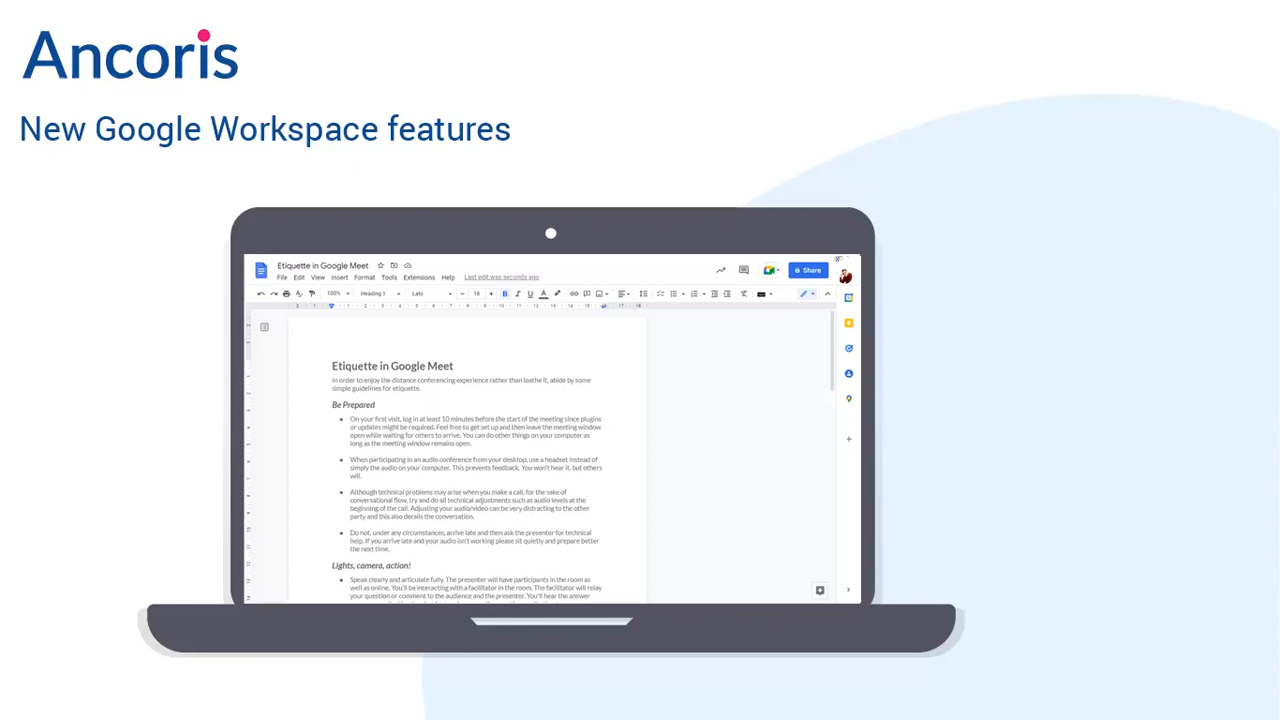 Ancoris
New Google Workspace features
Etiquette in Google Meet
File Edit View Insert Format Tools Extensions Help Last edit was seconds ago
Share
100% Heading 1 Lato 18
Etiquette in Google Meet
In order to enjoy the distance conferencing experience rather than loathe it, abide by some
simple guidelines for etiquette.
Be Prepared
On your first visit, log in at least 10 minutes before the start of the meeting since plugins
or updates might be required. Feel free to get set up and then leave the meeting window
open while waiting for others to arrive. You can do other things on your computer as
long as the meeting window remains open.
When participating in an audio conference from your desktop, use a headset instead of
simply the audio on your computer. This prevents feedback. You won't hear it, but others
will.
Although technical problems may arise when you make a call, for the sake of
conversational flow, try and do all technical adjustments such as audio levels at the
beginning of the call. Adjusting your audio/video can be very distracting to the other
party and this also derails the conversation.
Do not, under any circumstances, arrive late and then ask the presenter for technical
help. If you arrive late and your audio isn't working please sit quietly and prepare better
the next time.
Lights, camera, action!
Speak clearly and articulate fully. The presenter will have participants in the room as
well as online. You'll be interacting with a facilitator in the room. The facilitator will relay
your question or comment to the audience and the presenter. You'll hear the answer